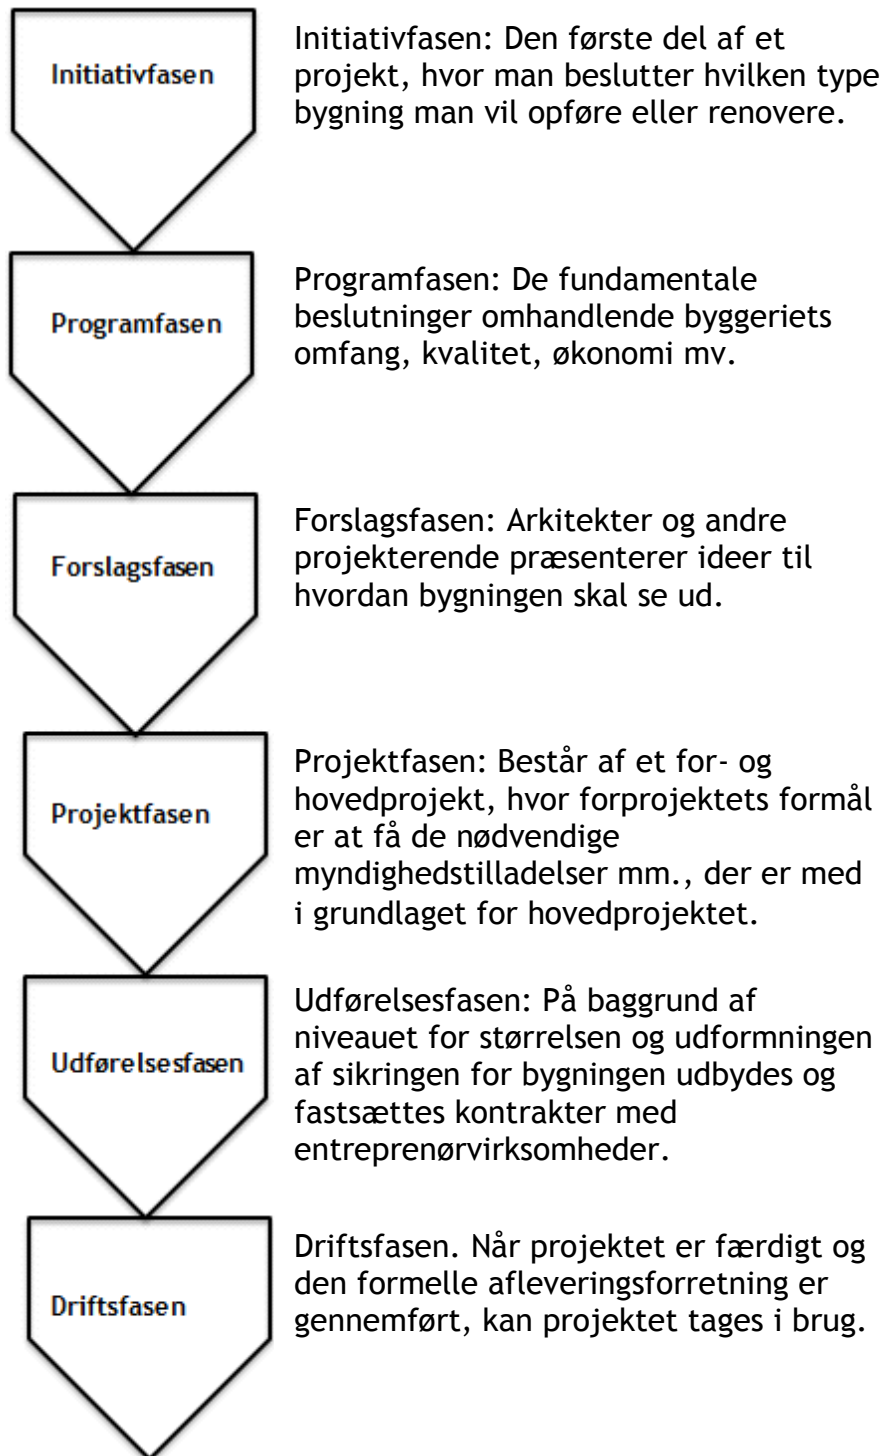 Initiativfasen
Initiativfasen: Den første del af et
projekt, hvor man beslutter hvilken type
bygning man vil opføre eller renovere.
Programfasen
Programfasen: De fundamentale
beslutninger omhandlende byggeriets
omfang, kvalitet, økonomi mv.
Forslagsfasen
Forslagsfasen: Arkitekter og andre
projekterende præsenterer ideer til
hvordan bygningen skal se ud.
Projektfasen
Projektfasen: Består af et for- og
hovedprojekt, hvor forprojektets formål
er at få de nødvendige
myndighedstilladelser mm., der er med
i grundlaget for hovedprojektet.
Udførelsesfasen
Udførelsesfasen: På baggrund af
niveauet for størrelsen og udformningen
af sikringen for bygningen udbydes og
fastsættes kontrakter med
entreprenørvirksomheder.
Driftsfasen
Driftsfasen. Når projektet er færdigt og
den formelle afleveringsforretning er
gennemført, kan projektet tages i brug.